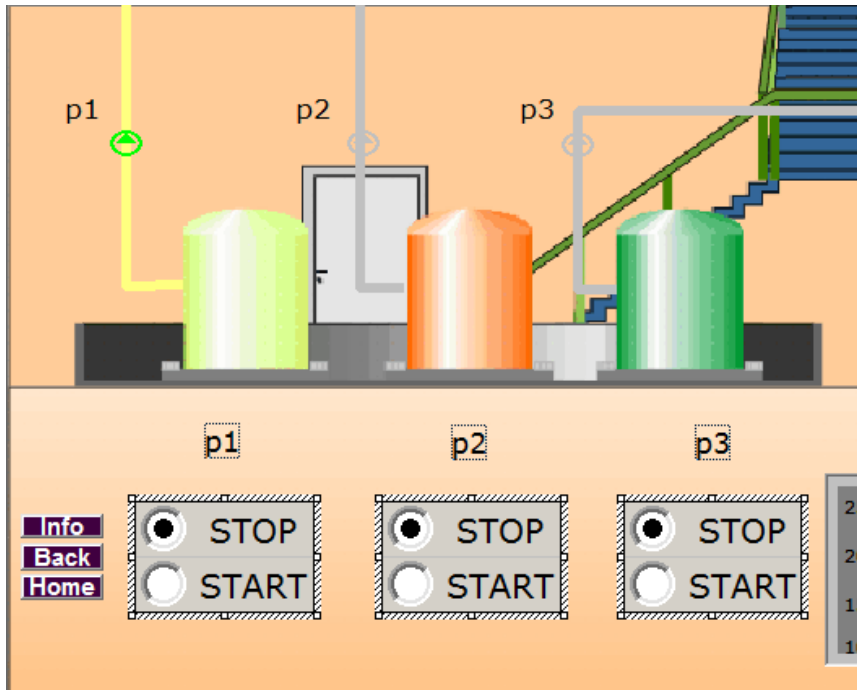 p1 p2 p3
p1 p2 p3
Info
Back
Home
STOP
START
STOP
START
STOP
START